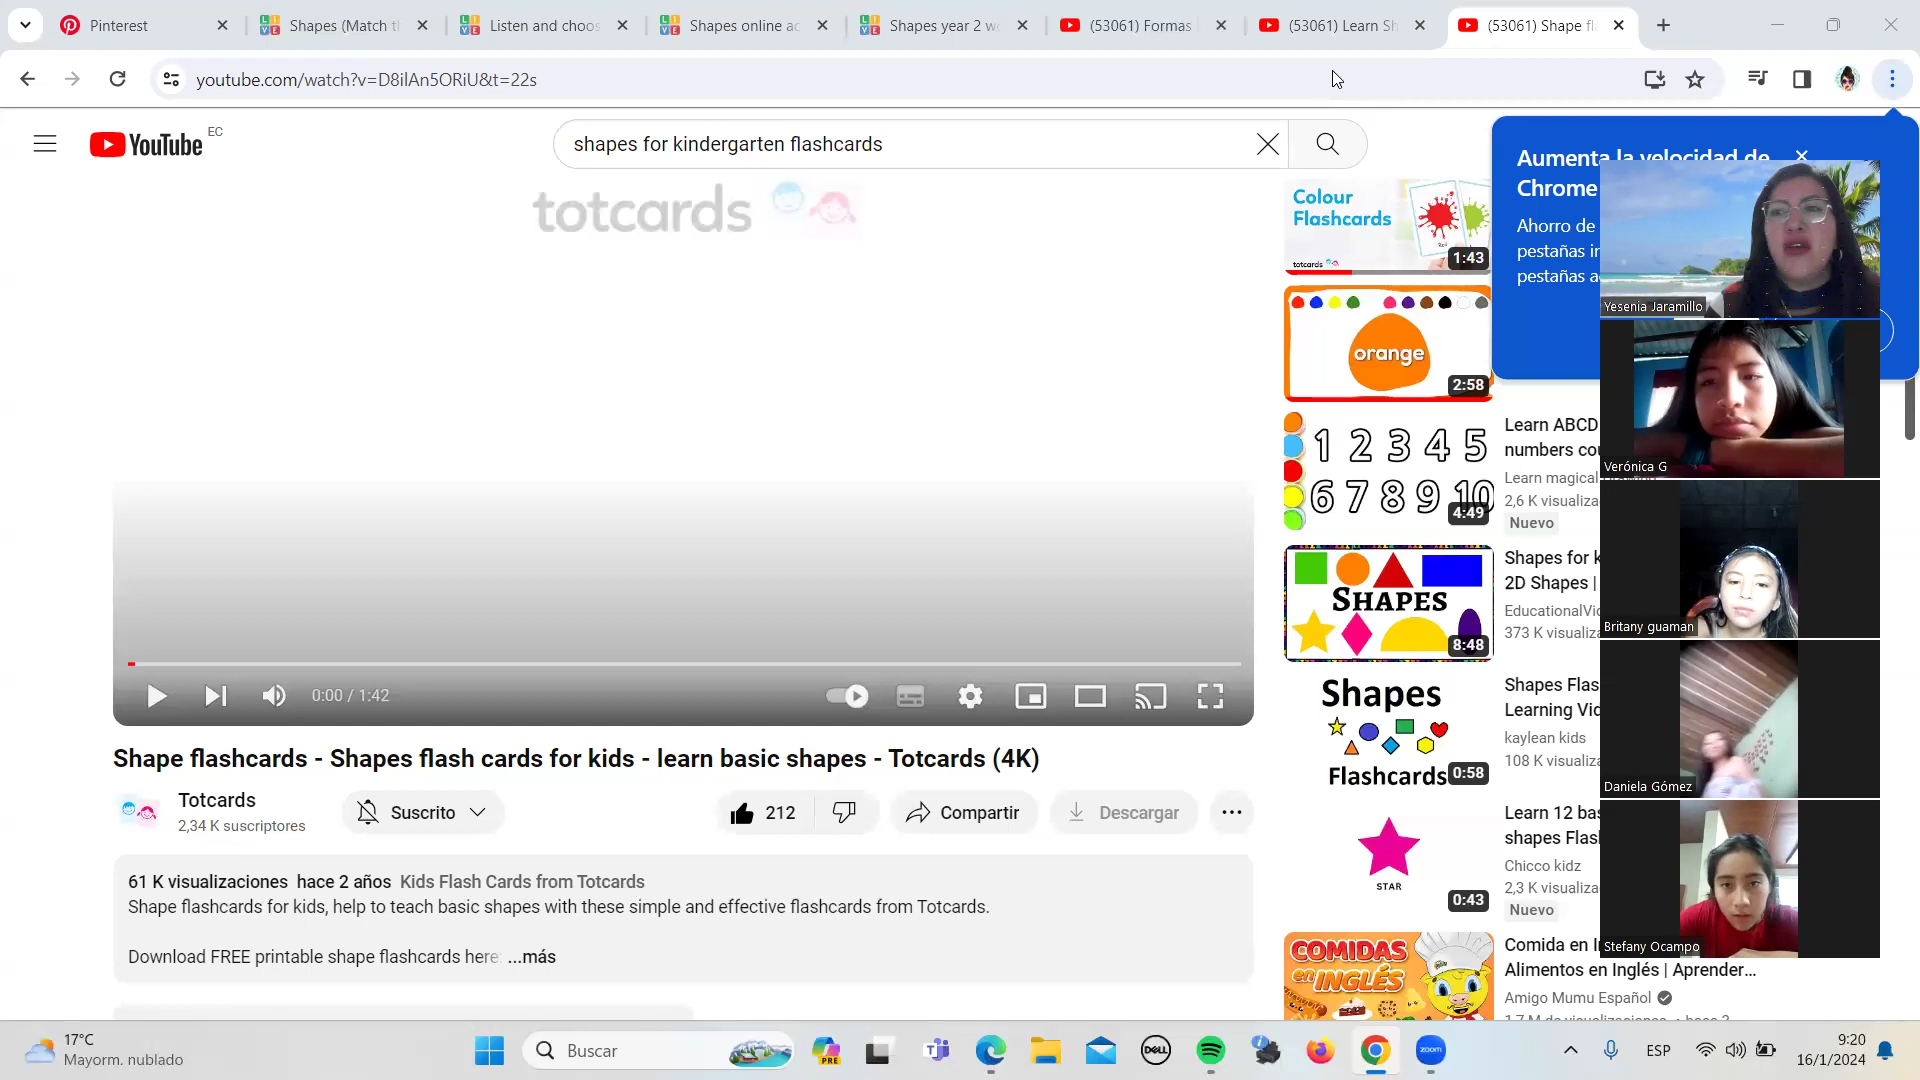 Pinterest
Shapes (Match t
Listen and choos
Shapes online ac
Shapes year 2 w
(53061) Formas
(53061) Learn Sh
(53061) Shape fl
youtube.com/watch?v=D8ilAn5ORiU&t=22s
YouTube EC
shapes for kindergarten flashcards
Aumenta la velocidad de
Chrome
Ahorro de
pestañas in
pestañas a
totcards
Colour
Flashcards
totcards
1:43
orange
2:58
1 2 3 4 5
6 7 8 9 10
4:49
Learn ABCD
numbers co
Learn magical
2,6 K visualiza
Nuevo
SHAPES
8:48
Shapes for k
2D Shapes |
EducationalVi
373 K visualiza
Shapes
Flashcards
0:58
Shapes Flas
Learning Vi
kaylean kids
108 K visualiza
STAR
0:43
Learn 12 bas
shapes Flas
Chicco kidz
2,3 K visualiza
Nuevo
COMIDAS
en INGLÉS
Comida en I
Alimentos en Inglés | Aprender...
Amigo Mumu Español
Yesenia Jaramillo
Verónica G
Britany guaman
Daniela Gómez
Stefany Ocampo
0:00 / 1:42
Shape flashcards - Shapes flash cards for kids - learn basic shapes - Totcards (4K)
Totcards
2,34 K suscriptores
Suscrito
212
Compartir
Descargar
61 K visualizaciones hace 2 años Kids Flash Cards from Totcards
Shape flashcards for kids, help to teach basic shapes with these simple and effective flashcards from Totcards.
Download FREE printable shape flashcards here: ...más
17°C
Mayorm. nublado
Buscar
PRE
DELL
zoom
ESP
9:20
16/1/2024